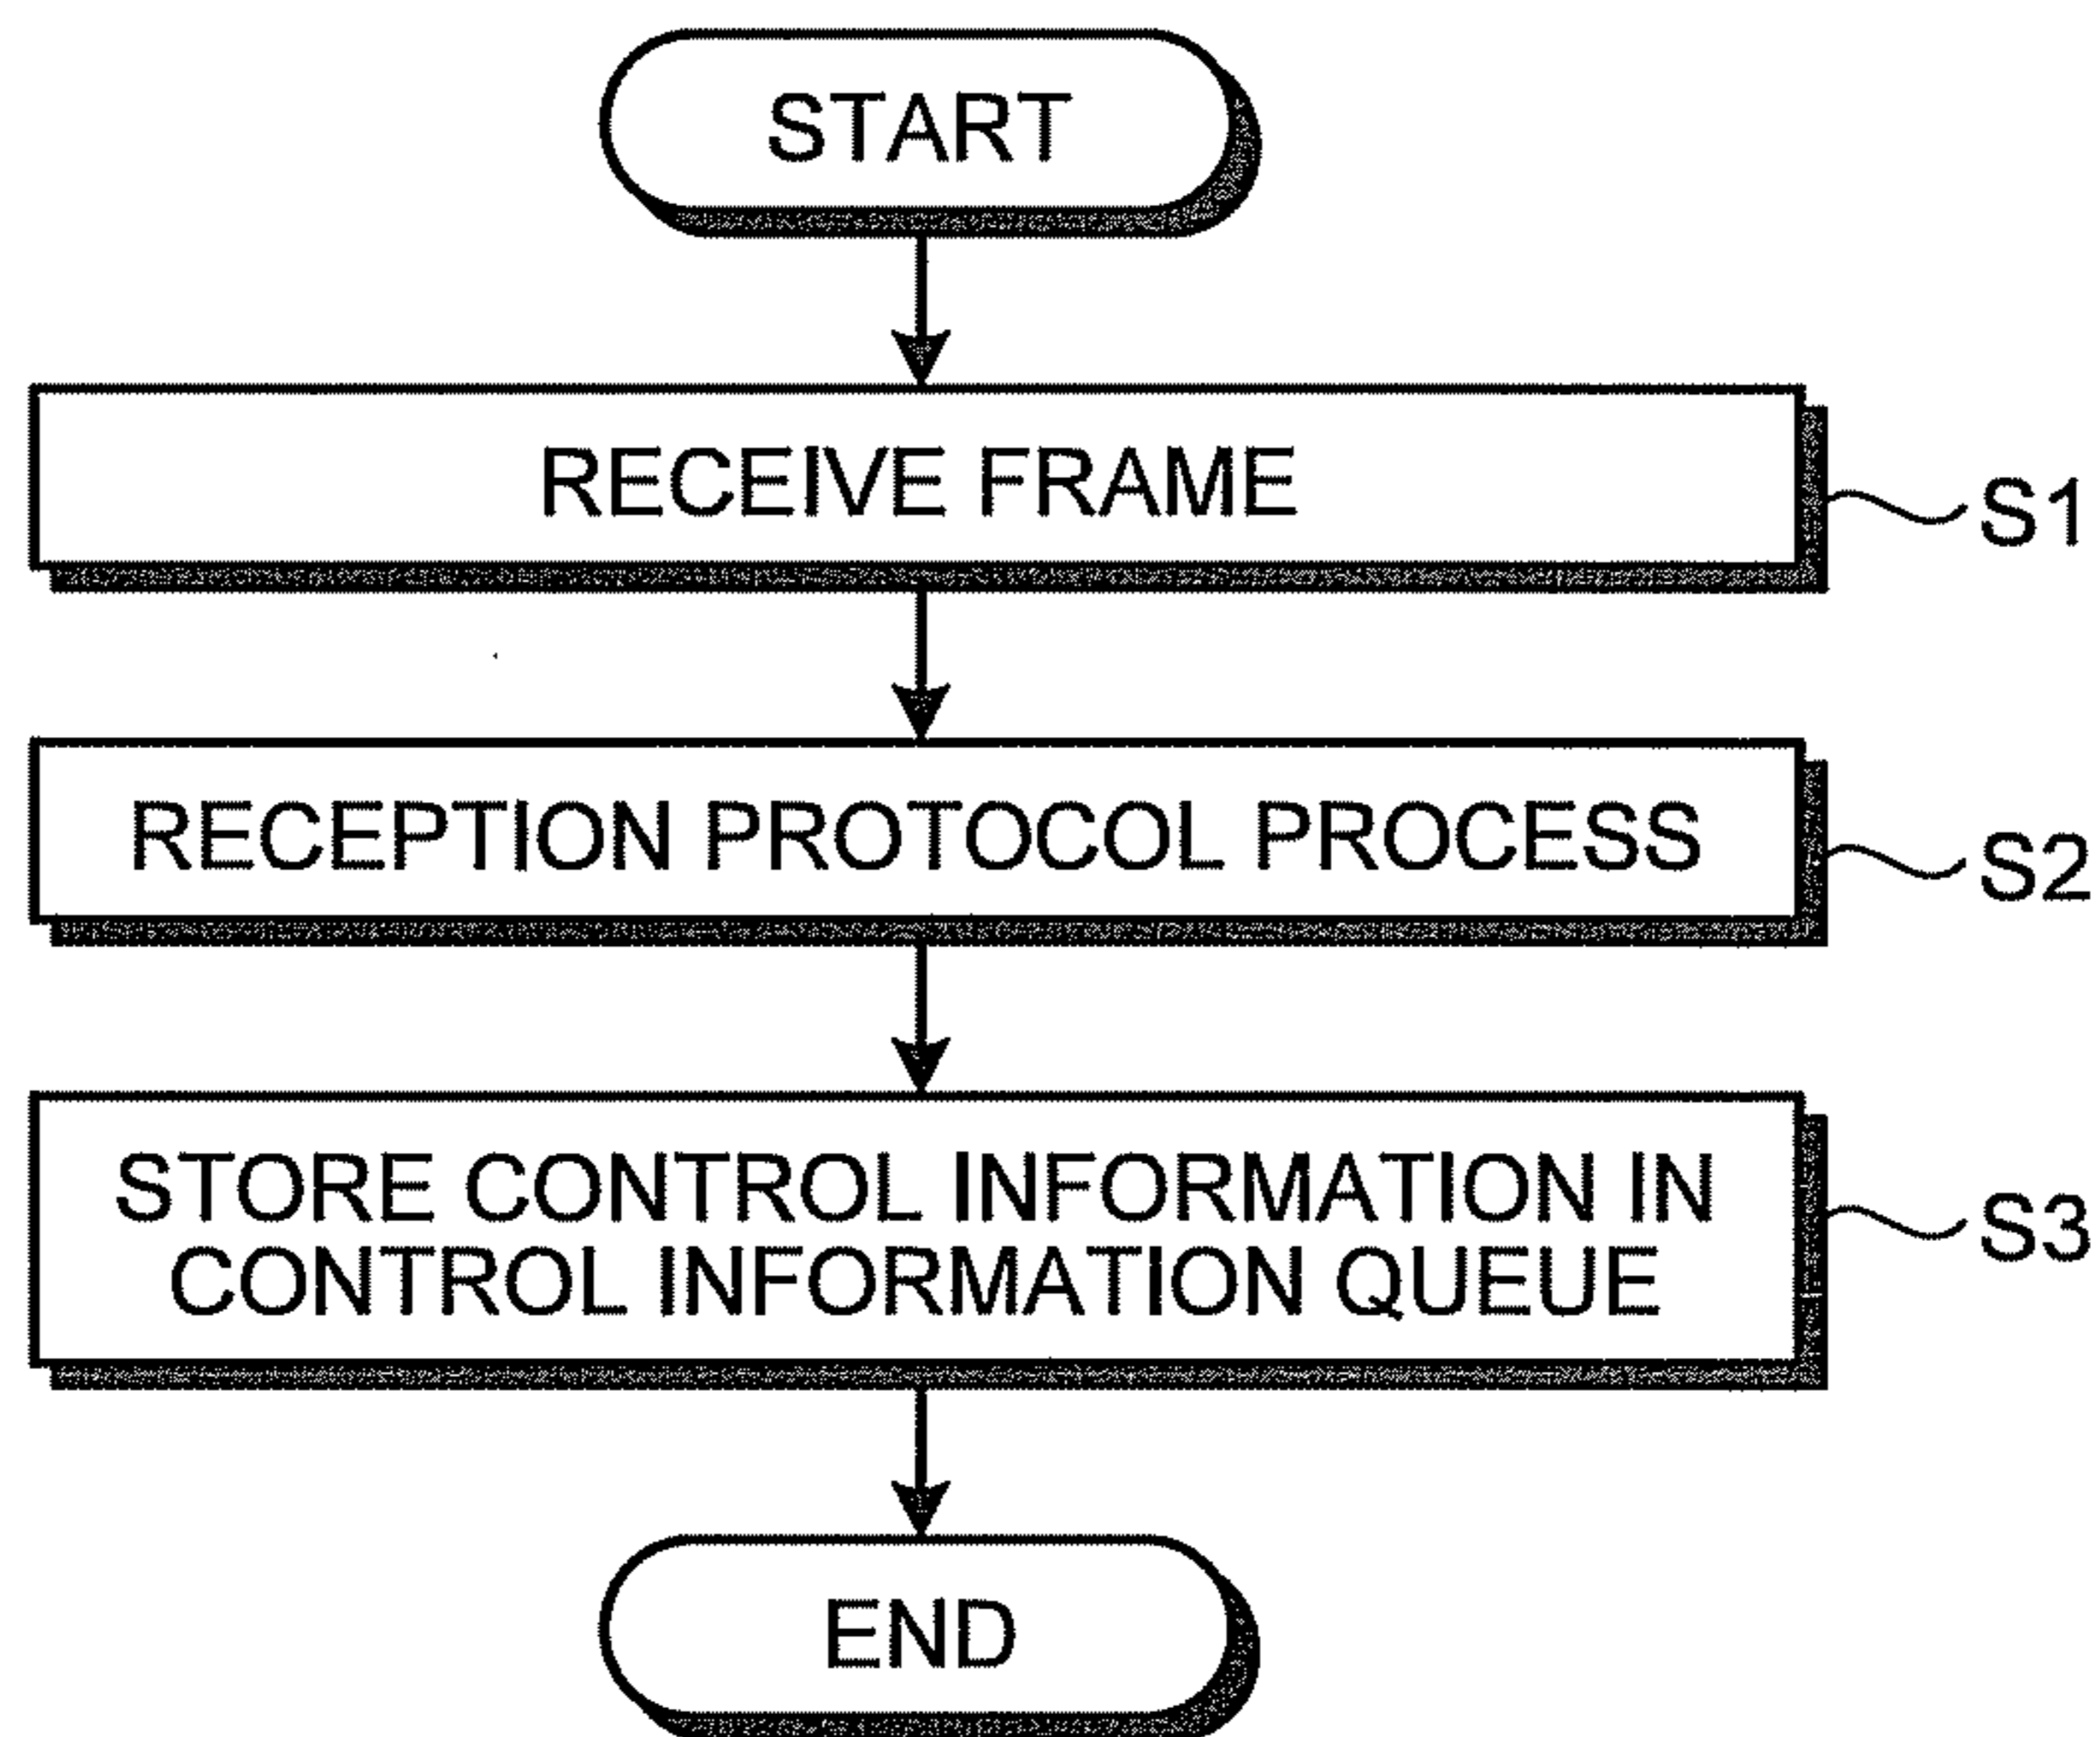 START
RECEIVE FRAME
S1
RECEPTION PROTOCOL PROCESS
S2
STORE CONTROL INFORMATION IN
CONTROL INFORMATION QUEUE
S3
END